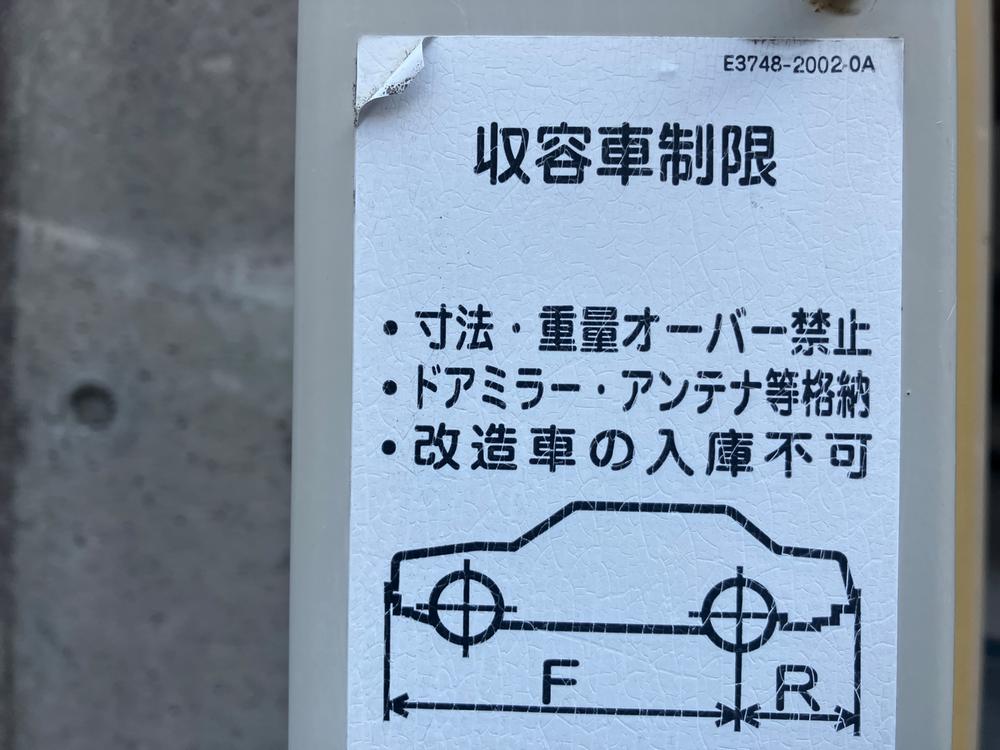 E3748-2002-0A
収容車制限
• 寸法・重量オーバー禁止
• ドアミラー・アンテナ等格納
• 改造車の入庫不可
F
R